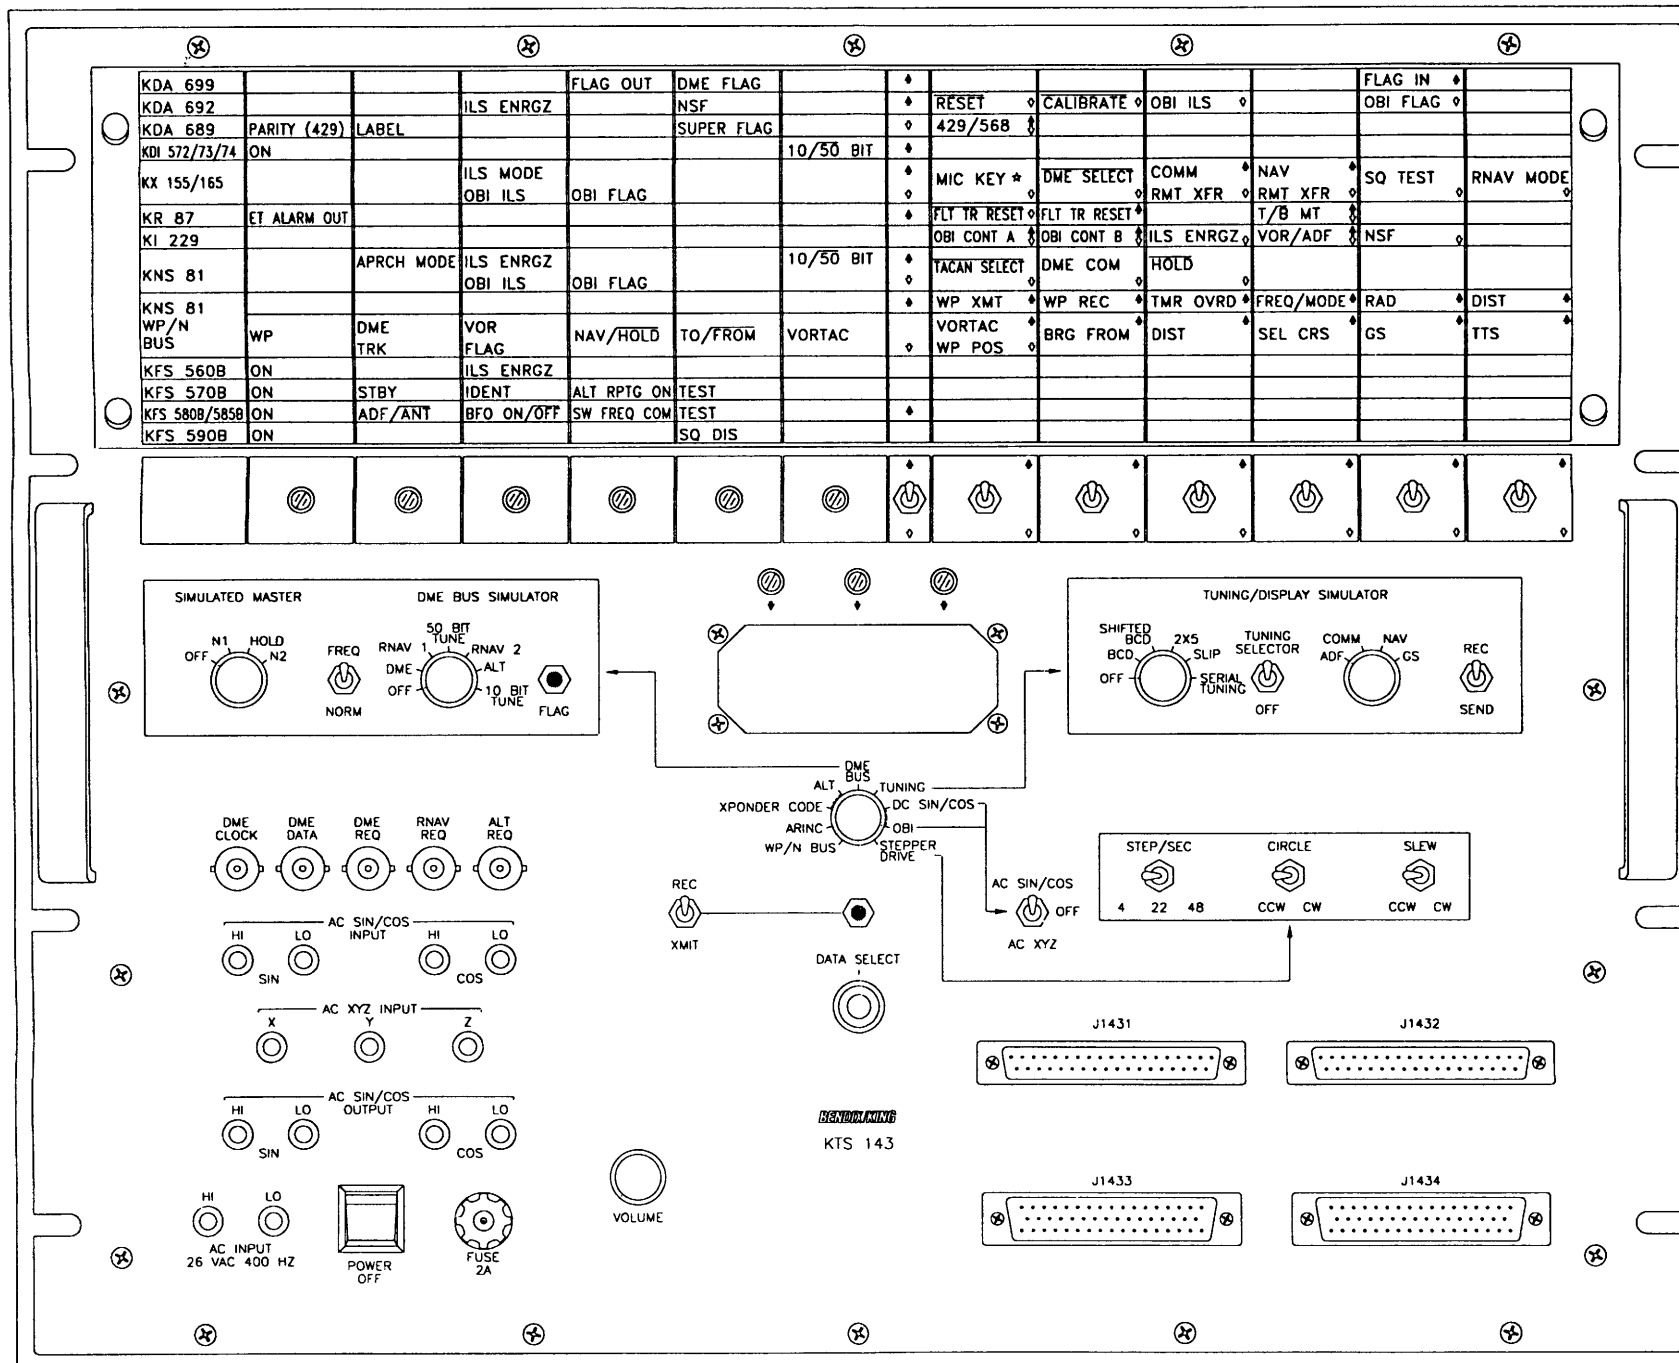 KDA 699 FLAG OUT DME FLAG FLAG IN
KDA 692 ILS ENRGZ NSF RESET CALIBRATE OBI ILS OBI FLAG
KDA 689 PARITY (429) LABEL SUPER FLAG 429/568
KDI 572/73/74 ON 10/50 BIT
KX 155/165 ILS MODE MIC KEY ☆ DME SELECT COMM NAV SQ TEST RNAV MODE
OBI ILS OBI FLAG RMT XFR RMT XFR
KR 87 ET ALARM OUT FLT TR RESET FLT TR RESET T/B MT
KI 229 OBI CONT A OBI CONT B ILS ENRGZ VOR/ADF NSF
KNS 81 APRCH MODE ILS ENRGZ 10/50 BIT TACAN SELECT DME COM HOLD
OBI ILS OBI FLAG
KNS 81 WP XMT WP REC TMR OVRD FREQ/MODE RAD DIST
WP/N DME VOR VORTAC
BUS WP TRK FLAG NAV/HOLD TO/FROM VORTAC WP POS BRG FROM DIST SEL CRS GS TTS
KFS 560B ON ILS ENRGZ
KFS 570B ON STBY IDENT ALT RPTG ON TEST
KFS 580B/585B ON ADF/ANT BFO ON/OFF SW FREQ COM TEST
KFS 590B ON SQ DIS
SIMULATED MASTER
OFF N1 HOLD N2
FREQ
NORM
DME BUS SIMULATOR
OFF
DME
RNAV 1
50 BIT
TUNE
RNAV 2
ALT
10 BIT
TUNE
FLAG
TUNING/DISPLAY SIMULATOR
OFF
BCD
SHIFTED
BCD
2X5
SLIP
SERIAL
TUNING
TUNING
SELECTOR
OFF
ADF
COMM
NAV
GS
REC
SEND
DME
BUS
ALT
TUNING
XPONDER CODE
DC SIN/COS
ARINC
OBI
WP/N BUS
STEPPER
DRIVE
DME
CLOCK
DME
DATA
DME
REQ
RNAV
REQ
ALT
REQ
STEP/SEC
4 22 48
CIRCLE
CCW CW
SLEW
CCW CW
REC
XMIT
AC SIN/COS
OFF
AC XYZ
DATA SELECT
AC SIN/COS
INPUT
HI LO HI LO
SIN COS
AC XYZ INPUT
X Y Z
J1431
J1432
AC SIN/COS
OUTPUT
HI LO HI LO
SIN COS
BENDIX/KING
KTS 143
J1433
J1434
HI LO
AC INPUT
26 VAC 400 HZ
POWER
OFF
FUSE
2A
VOLUME